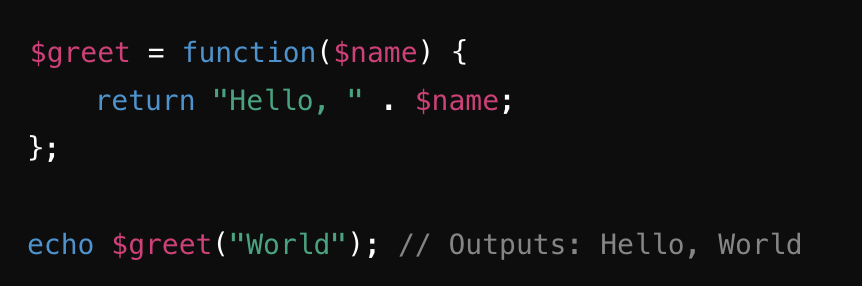 $greet = function($name) {
    return "Hello, " . $name;
};

echo $greet("World"); // Outputs: Hello, World